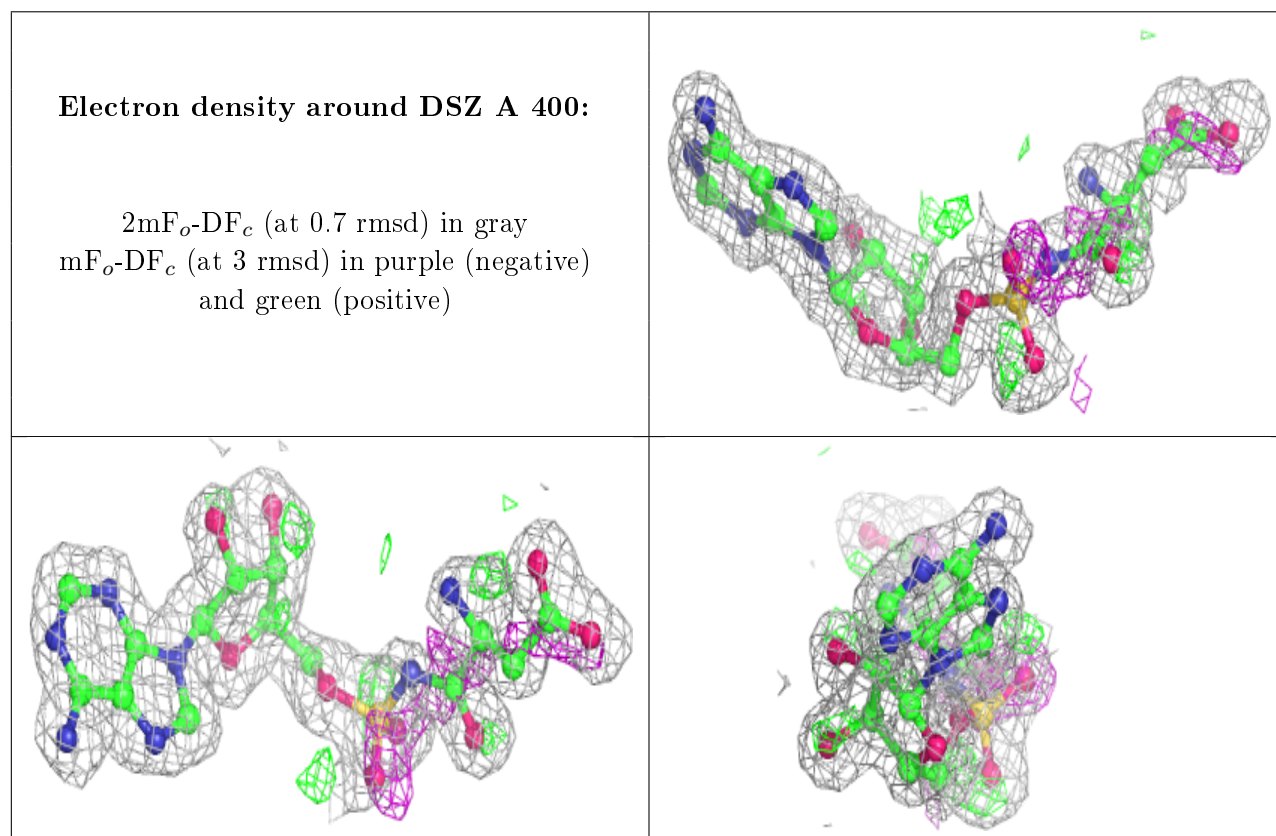 Electron density around DSZ A 400:
2mFₒ-DF𝒸 (at 0.7 rmsd) in gray
mFₒ-DF𝒸 (at 3 rmsd) in purple (negative)
and green (positive)